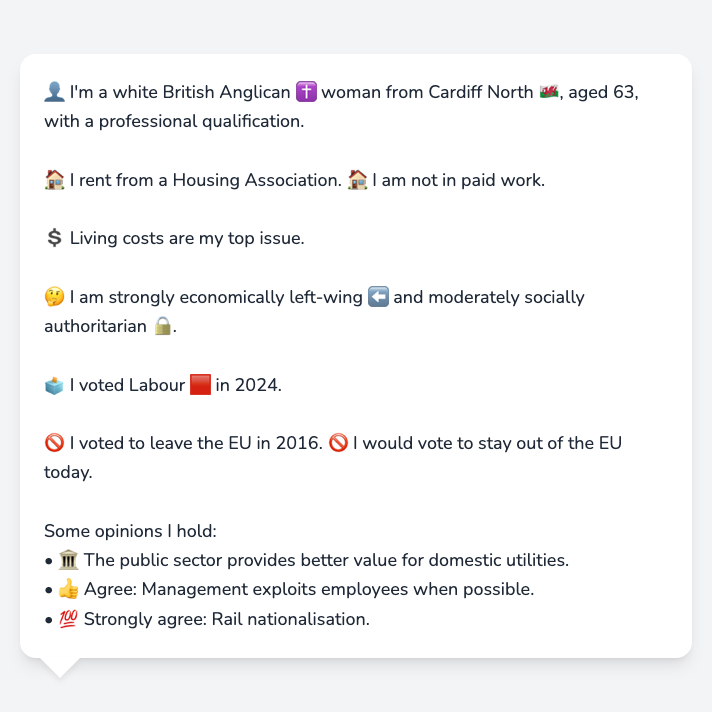 👤 I'm a white British Anglican ✝️ woman from Cardiff North 🏴󠁧󠁢󠁷󠁬󠁳󠁿, aged 63,
with a professional qualification.
🏠 I rent from a Housing Association. 🏠 I am not in paid work.
💲 Living costs are my top issue.
🤔 I am strongly economically left-wing ⬅️ and moderately socially
authoritarian 🔒.
🗳️ I voted Labour 🟥 in 2024.
🚫 I voted to leave the EU in 2016. 🚫 I would vote to stay out of the EU
today.
Some opinions I hold:
• 🏛️ The public sector provides better value for domestic utilities.
• 👍 Agree: Management exploits employees when possible.
• 💯 Strongly agree: Rail nationalisation.